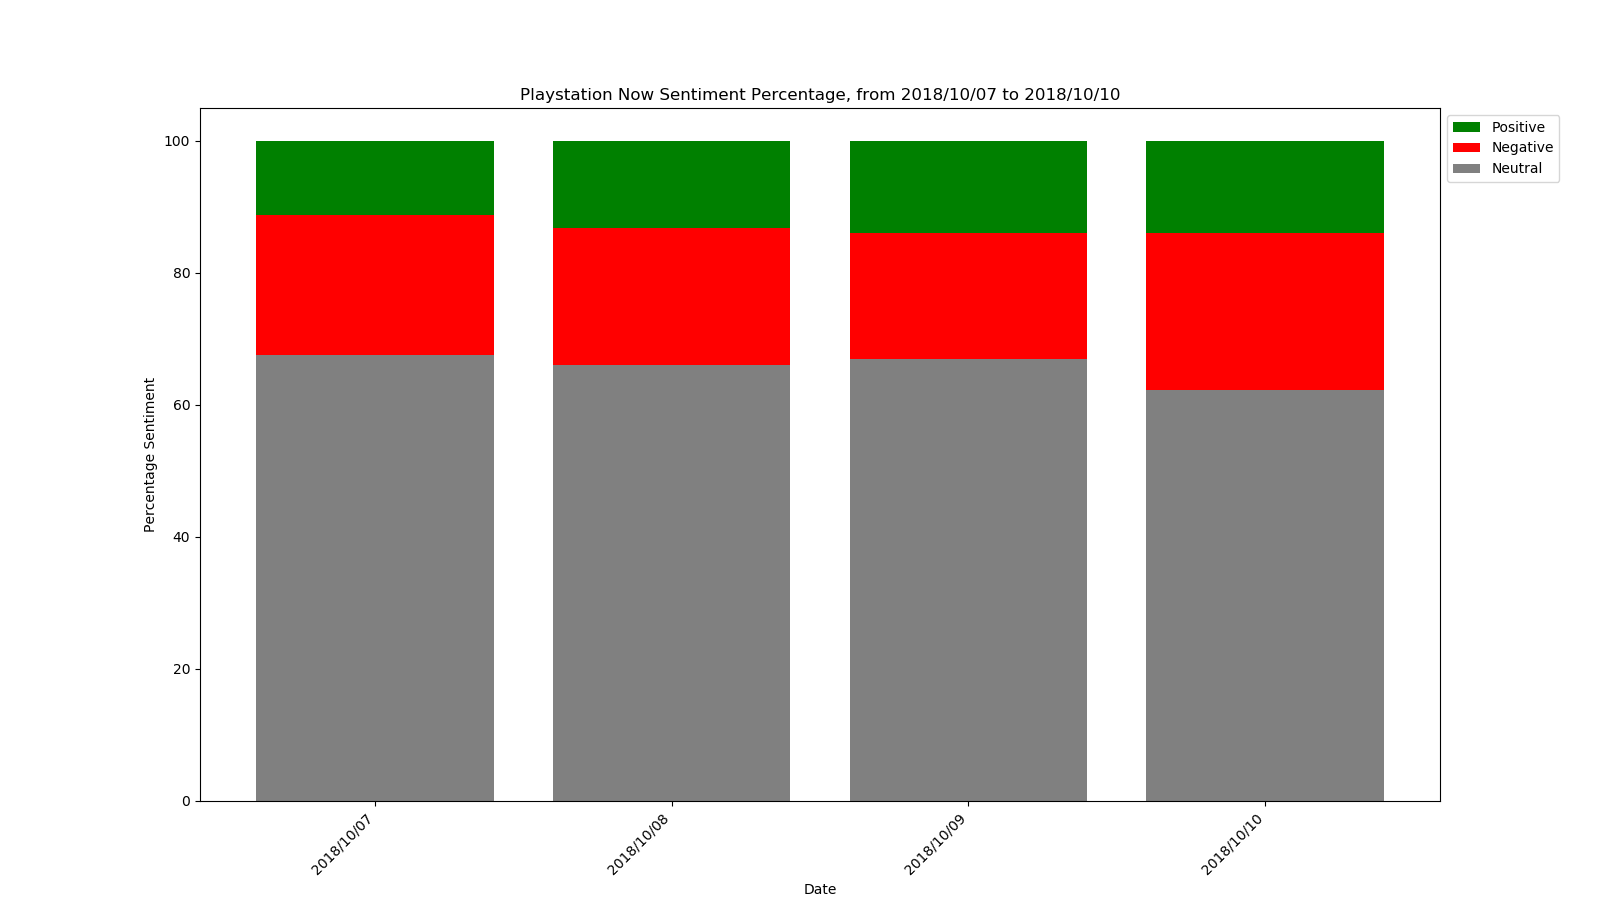 Playstation Now Sentiment Percentage, from 2018/10/07 to 2018/10/10
Positive
Negative
Neutral
Percentage Sentiment
100
80
60
40
20
0
2018/10/07
2018/10/08
2018/10/09
2018/10/10
Date